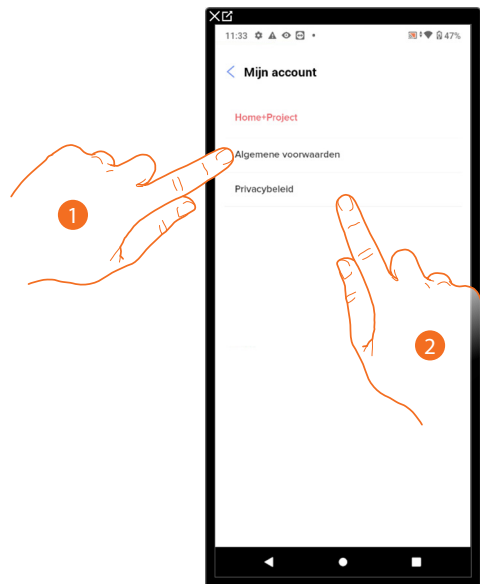 11:33
47%
Mijn account
Home+Project
Algemene voorwaarden
Privacybeleid
1
2